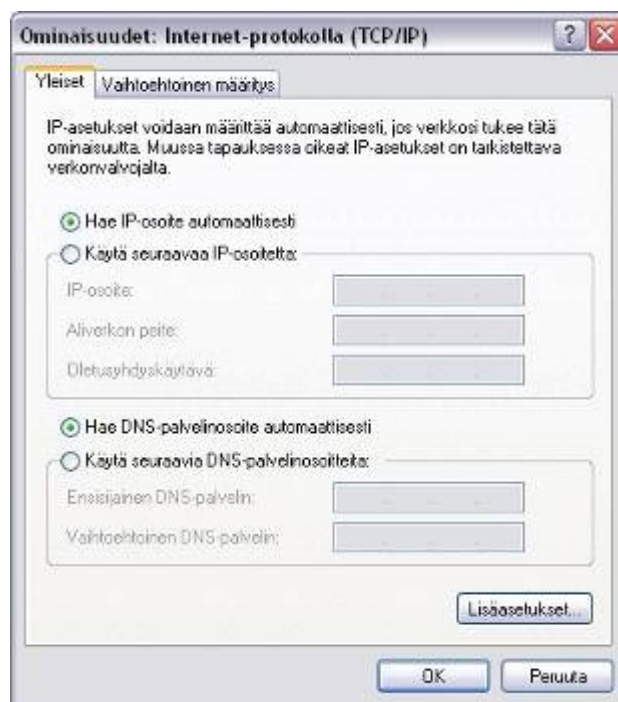 Ominaisuudet: Internet-protokolla (TCP/IP)
Yleiset Vaihtoehtoinen määritys
IP-asetukset voidaan määrittää automaattisesti, jos verkkosi tukee tätä
ominaisuutta. Muussa tapauksessa oikeat IP-asetukset on tarkistettava
verkonvalvojalta.
Hae IP-osoite automaattisesti
Käytä seuraavaa IP-osoitetta:
IP-osoite:
Aliverkon peite:
Oletusyhdyskäytävä:
Hae DNS-palvelinosoite automaattisesti
Käytä seuraavia DNS-palvelinosoitteita:
Ensisijainen DNS-palvelin:
Vaihtoehtoinen DNS-palvelin:
Lisäasetukset...
OK Peruuta